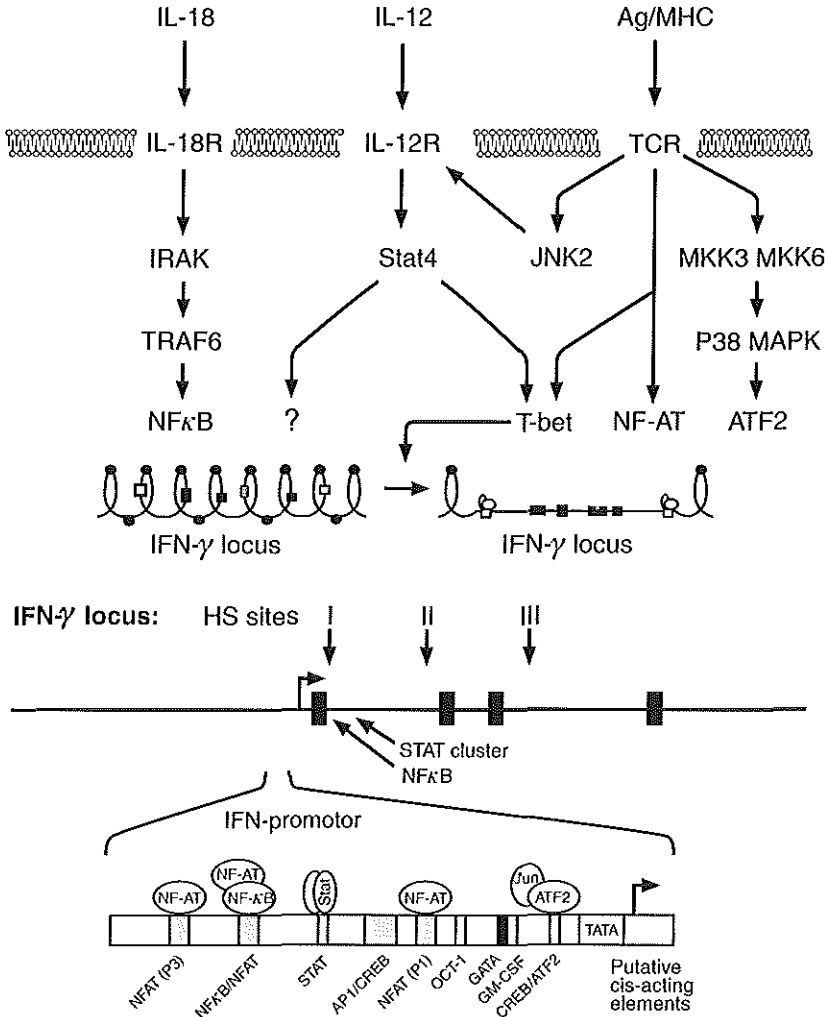 IL-18 IL-12 Ag/MHC
IL-18R IL-12R TCR
IRAK Stat4 JNK2 MKK3 MKK6
TRAF6 P38 MAPK
NFκB ? T-bet NF-AT ATF2
IFN-γ locus IFN-γ locus
IFN-γ locus: HS sites I II III
STAT cluster
NFκB
IFN-promotor
NF-AT NF-AT NF-κB Stat NF-AT Jun ATF2
TATA
NFAT (P3) NFκB/NFAT STAT AP1/CREB NFAT (P1) OCT-1 GATA GM-CSF CREB/ATF2
Putative
cis-acting
elements